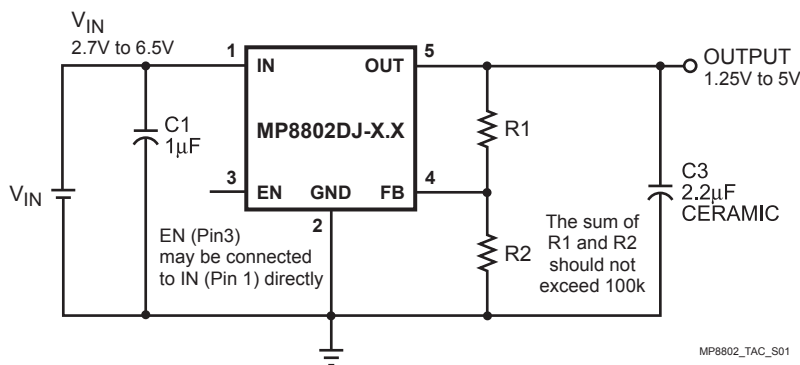 V_IN
2.7V to 6.5V
1
IN
OUT
5
OUTPUT
1.25V to 5V
C1
1μF
MP8802DJ-X.X
R1
V_IN
3
EN
GND
FB
4
2
C3
2.2μF
CERAMIC
EN (Pin3)
may be connected
to IN (Pin 1) directly
R2
The sum of
R1 and R2
should not
exceed 100k
MP8802_TAC_S01